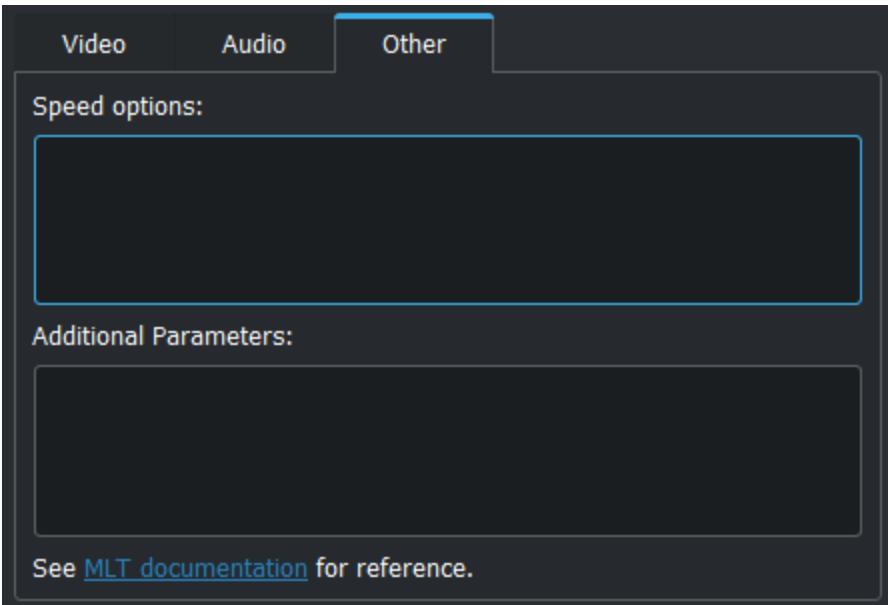 Video Audio Other
Speed options:
Additional Parameters:
See MLT documentation for reference.